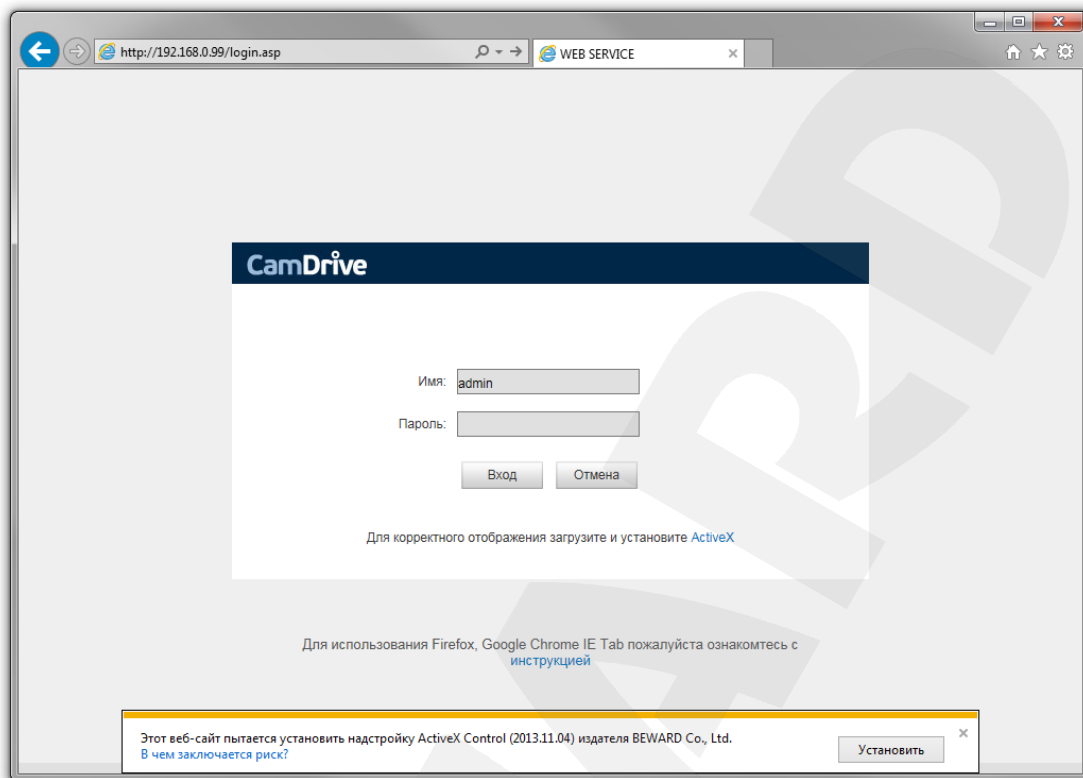 http://192.168.0.99/login.asp
WEB SERVICE
CamDrive
Имя:
admin
Пароль:
Вход
Отмена
Для корректного отображения загрузите и установите ActiveX
Для использования Firefox, Google Chrome IE Tab пожалуйста ознакомтесь с
инструкцией
Этот веб-сайт пытается установить надстройку ActiveX Control (2013.11.04) издателя BEWARD Co., Ltd.
В чем заключается риск?
Установить